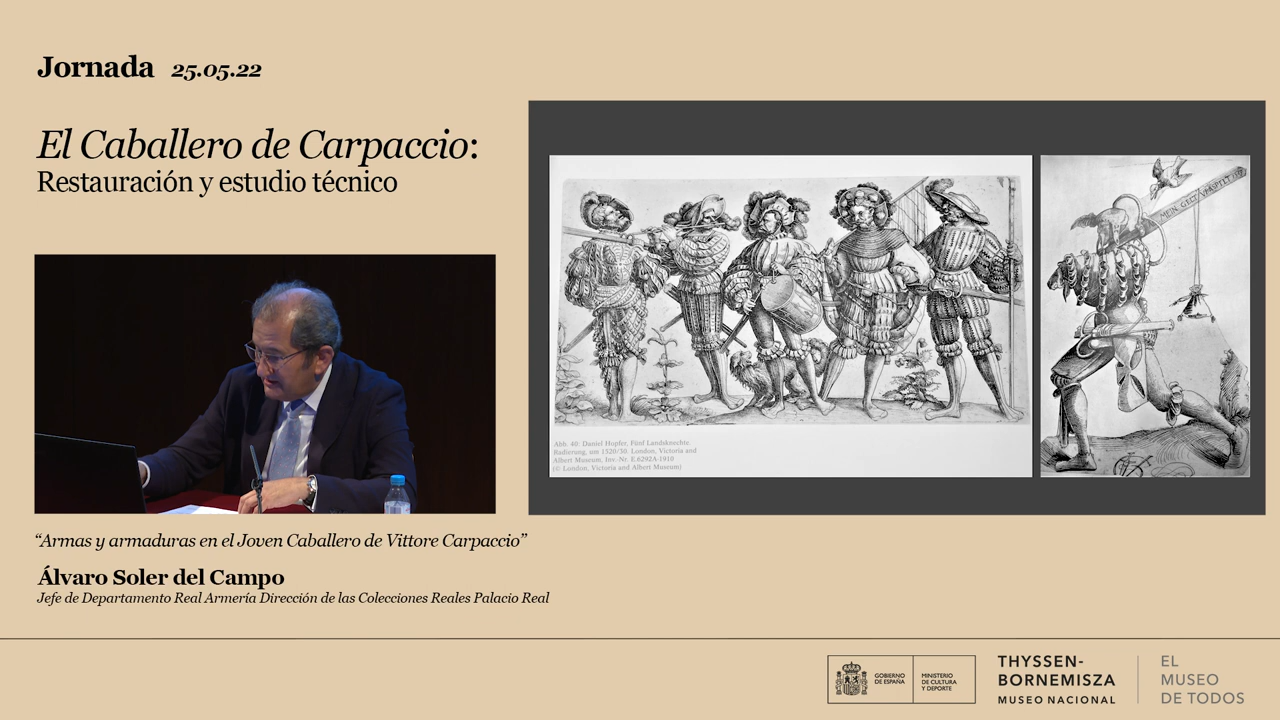 Jornada 25.05.22
El Caballero de Carpaccio:
Restauración y estudio técnico
MEIN GELT
Abb. 40: Daniel Hopfer, Fünf Landsknechte.
Radierung, um 1520/30. London, Victoria and
Albert Museum, Inv.-Nr. E.6292A-1910
(© London, Victoria and Albert Museum)
“Armas y armaduras en el Joven Caballero de Vittore Carpaccio”
Álvaro Soler del Campo
Jefe de Departamento Real Armería Dirección de las Colecciones Reales Palacio Real
GOBIERNO
DE ESPAÑA
MINISTERIO
DE CULTURA
Y DEPORTE
THYSSEN-
BORNEMISZA
MUSEO NACIONAL
EL
MUSEO
DE TODOS